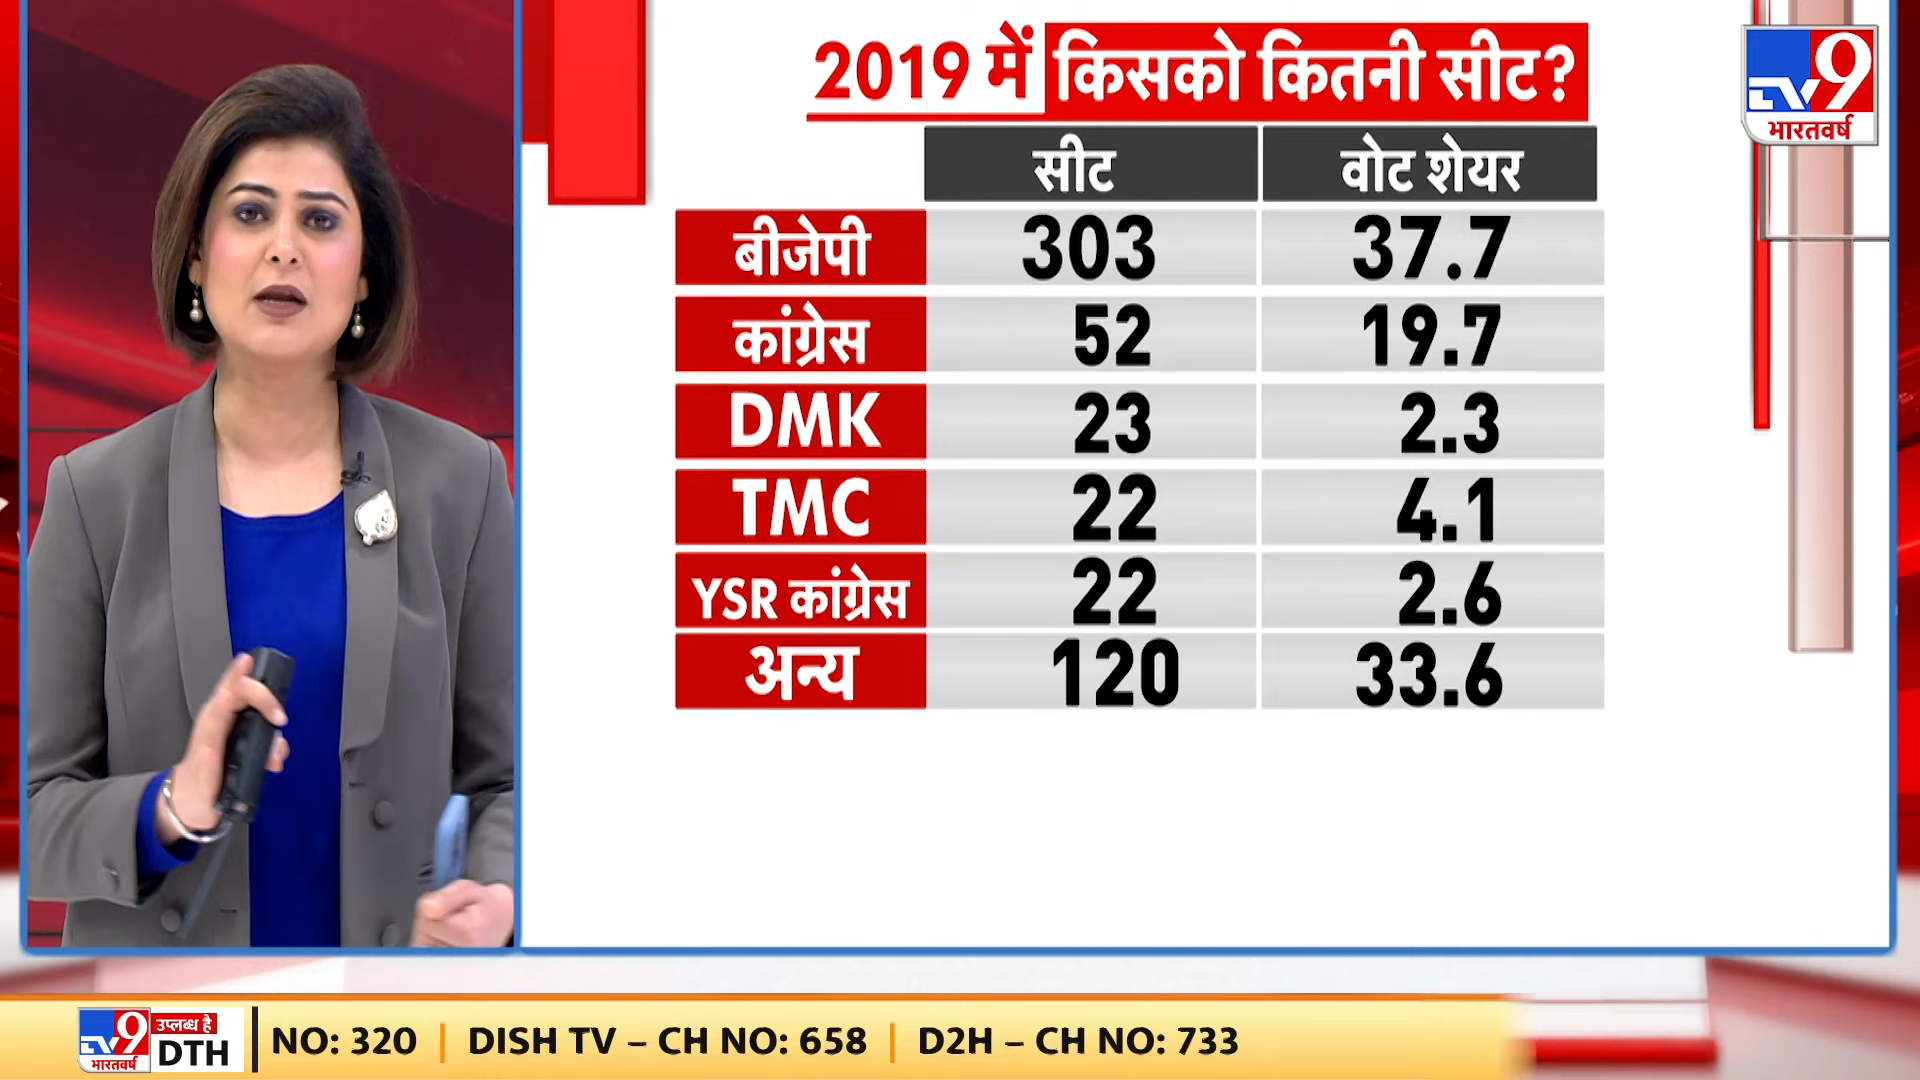 2019 में किसको कितनी सीट?
TV9
भारतवर्ष
सीट वोट शेयर
बीजेपी 303 37.7
कांग्रेस 52 19.7
DMK 23 2.3
TMC 22 4.1
YSR कांग्रेस 22 2.6
अन्य 120 33.6
TV9 भारतवर्ष उपलब्ध है DTH NO: 320 | DISH TV – CH NO: 658 | D2H – CH NO: 733